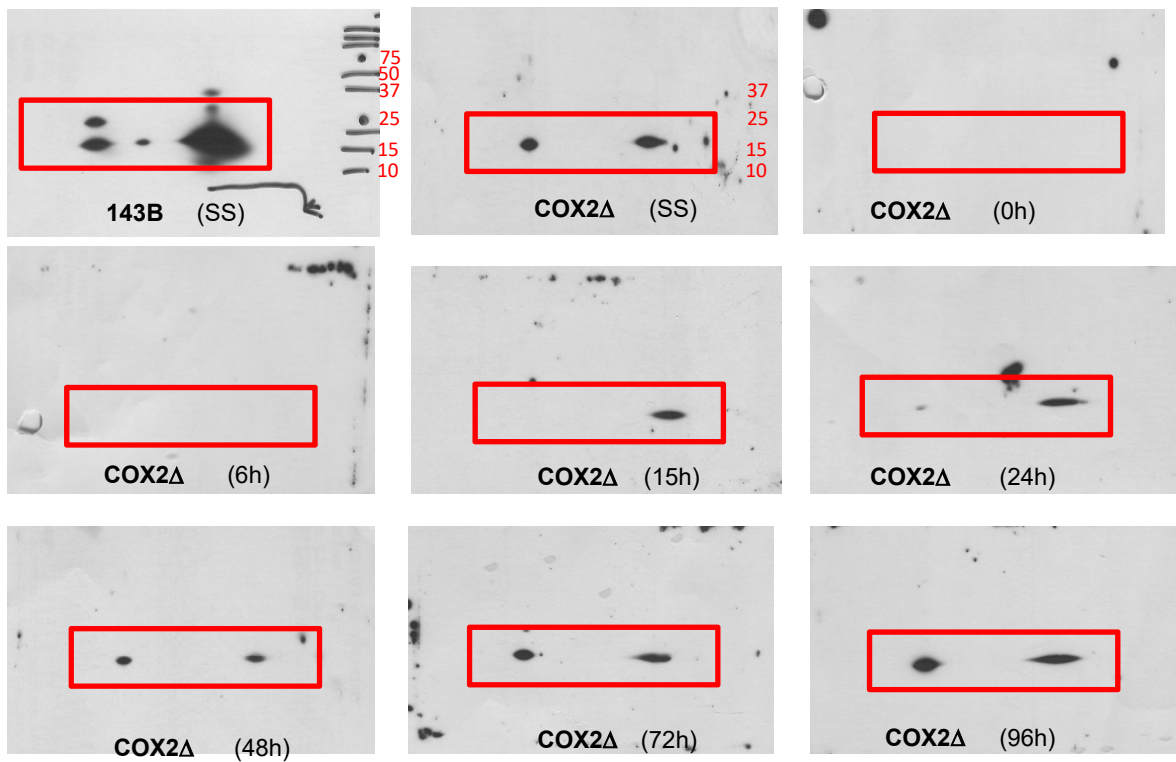 75
50
37
25
15
10
143B (SS)
37
25
15
10
COX2Δ (SS)
COX2Δ (0h)
COX2Δ (6h)
COX2Δ (15h)
COX2Δ (24h)
COX2Δ (48h)
COX2Δ (72h)
COX2Δ (96h)